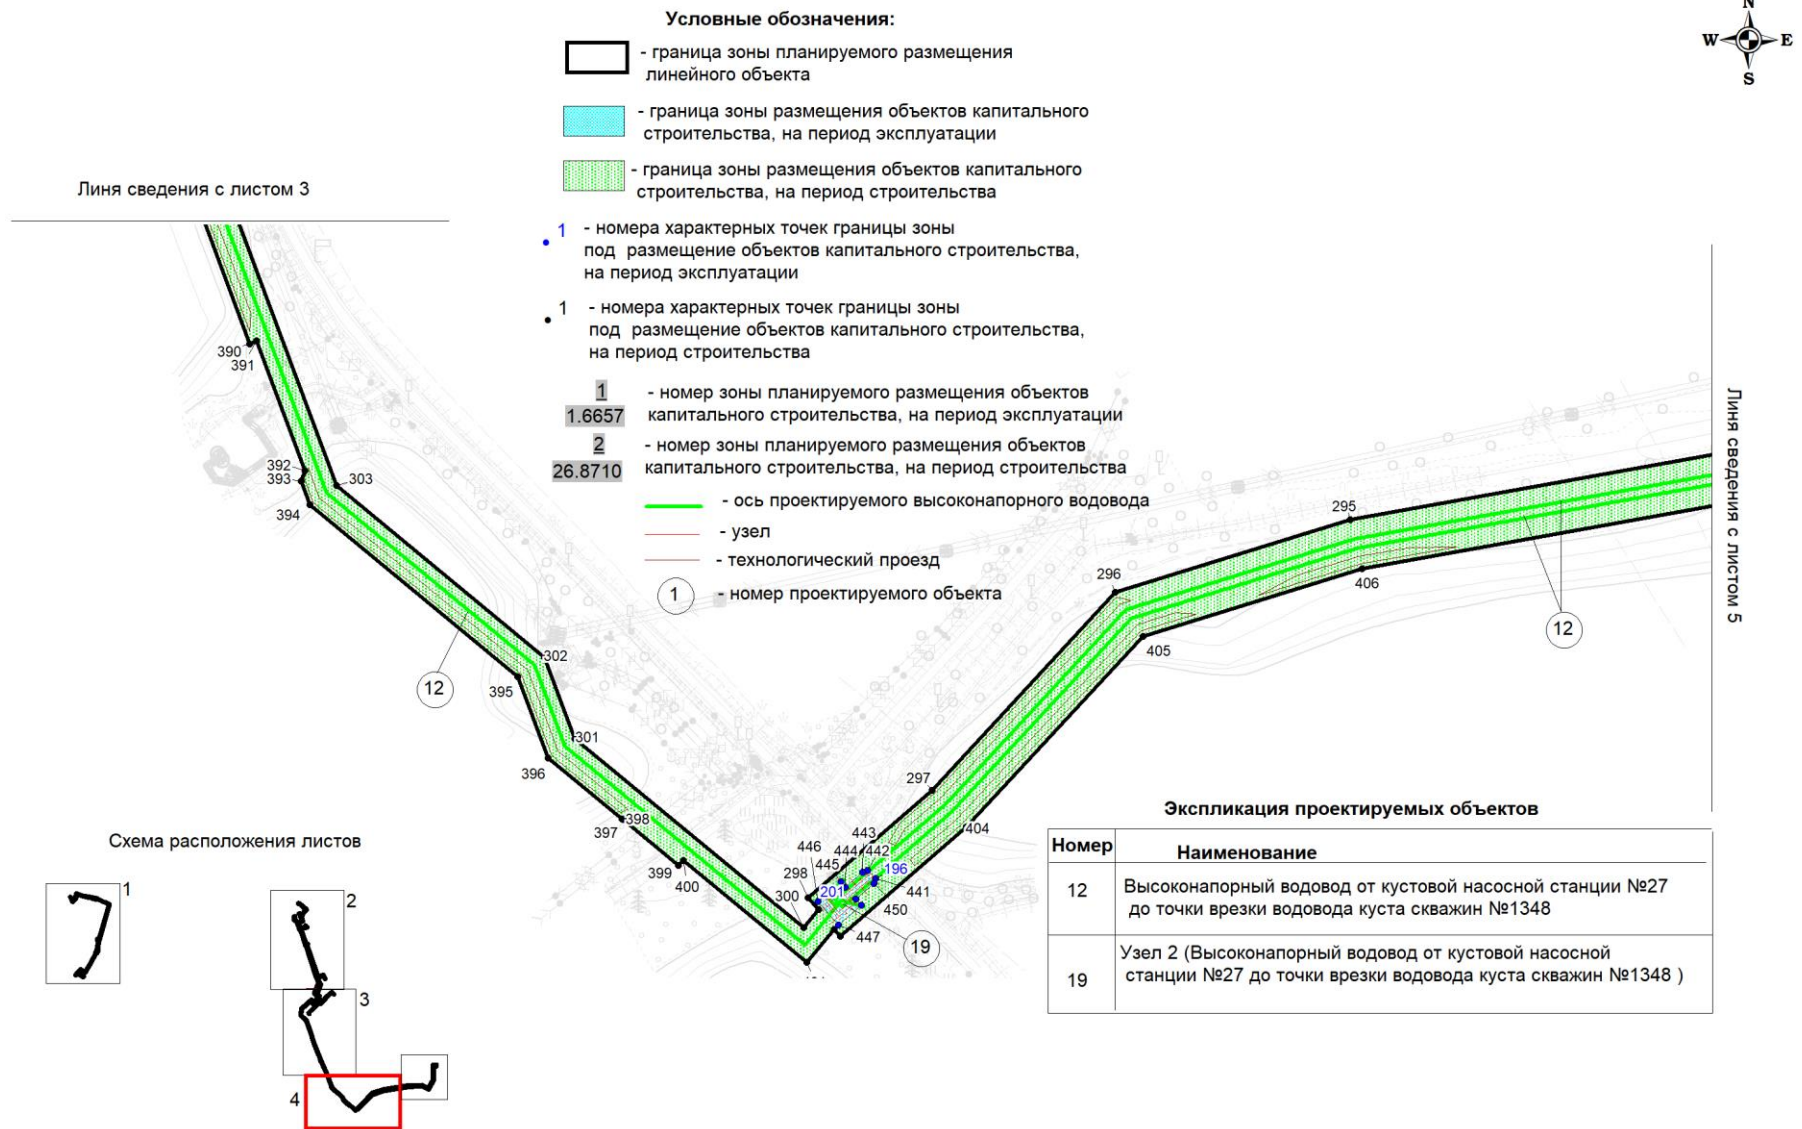 Условные обозначения:
- граница зоны планируемого размещения
линейного объекта
- граница зоны размещения объектов капитального
строительства, на период эксплуатации
- граница зоны размещения объектов капитального
строительства, на период строительства
1 - номера характерных точек границы зоны
под размещение объектов капитального строительства,
на период эксплуатации
1 - номера характерных точек границы зоны
под размещение объектов капитального строительства,
на период строительства
1 - номер зоны планируемого размещения объектов
1.6657 капитального строительства, на период эксплуатации
2 - номер зоны планируемого размещения объектов
26.8710 капитального строительства, на период строительства
- ось проектируемого высоконапорного водовода
- узел
- технологический проезд
1 - номер проектируемого объекта
N
W E
S
Линя сведения с листом 3
Линя сведения с листом 5
390
391
392
393
303
394
302
12
395
301
396
397
398
399
400
295
296
406
405
12
297
404
443
446
444
442
445
196
298
201
441
300
450
447
19
Схема расположения листов
1
2
3
4
Экспликация проектируемых объектов
Номер Наименование
12 Высоконапорный водовод от кустовой насосной станции №27
до точки врезки водовода куста скважин №1348
19 Узел 2 (Высоконапорный водовод от кустовой насосной
станции №27 до точки врезки водовода куста скважин №1348 )